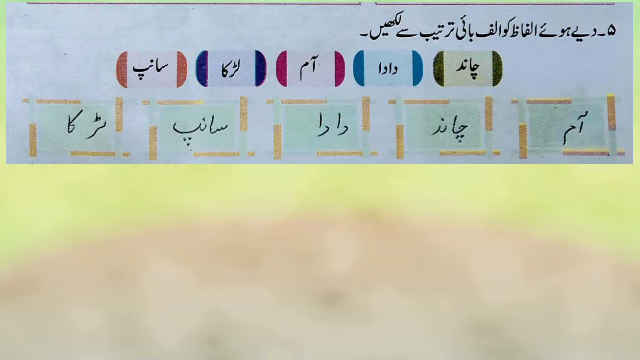 ۵۔ دیے ہوئے الفاظ کو الف بائی ترتیب سے لکھیں۔
چاند دادا آم لڑکا سانپ
آم چاند دادا سانپ لڑکا